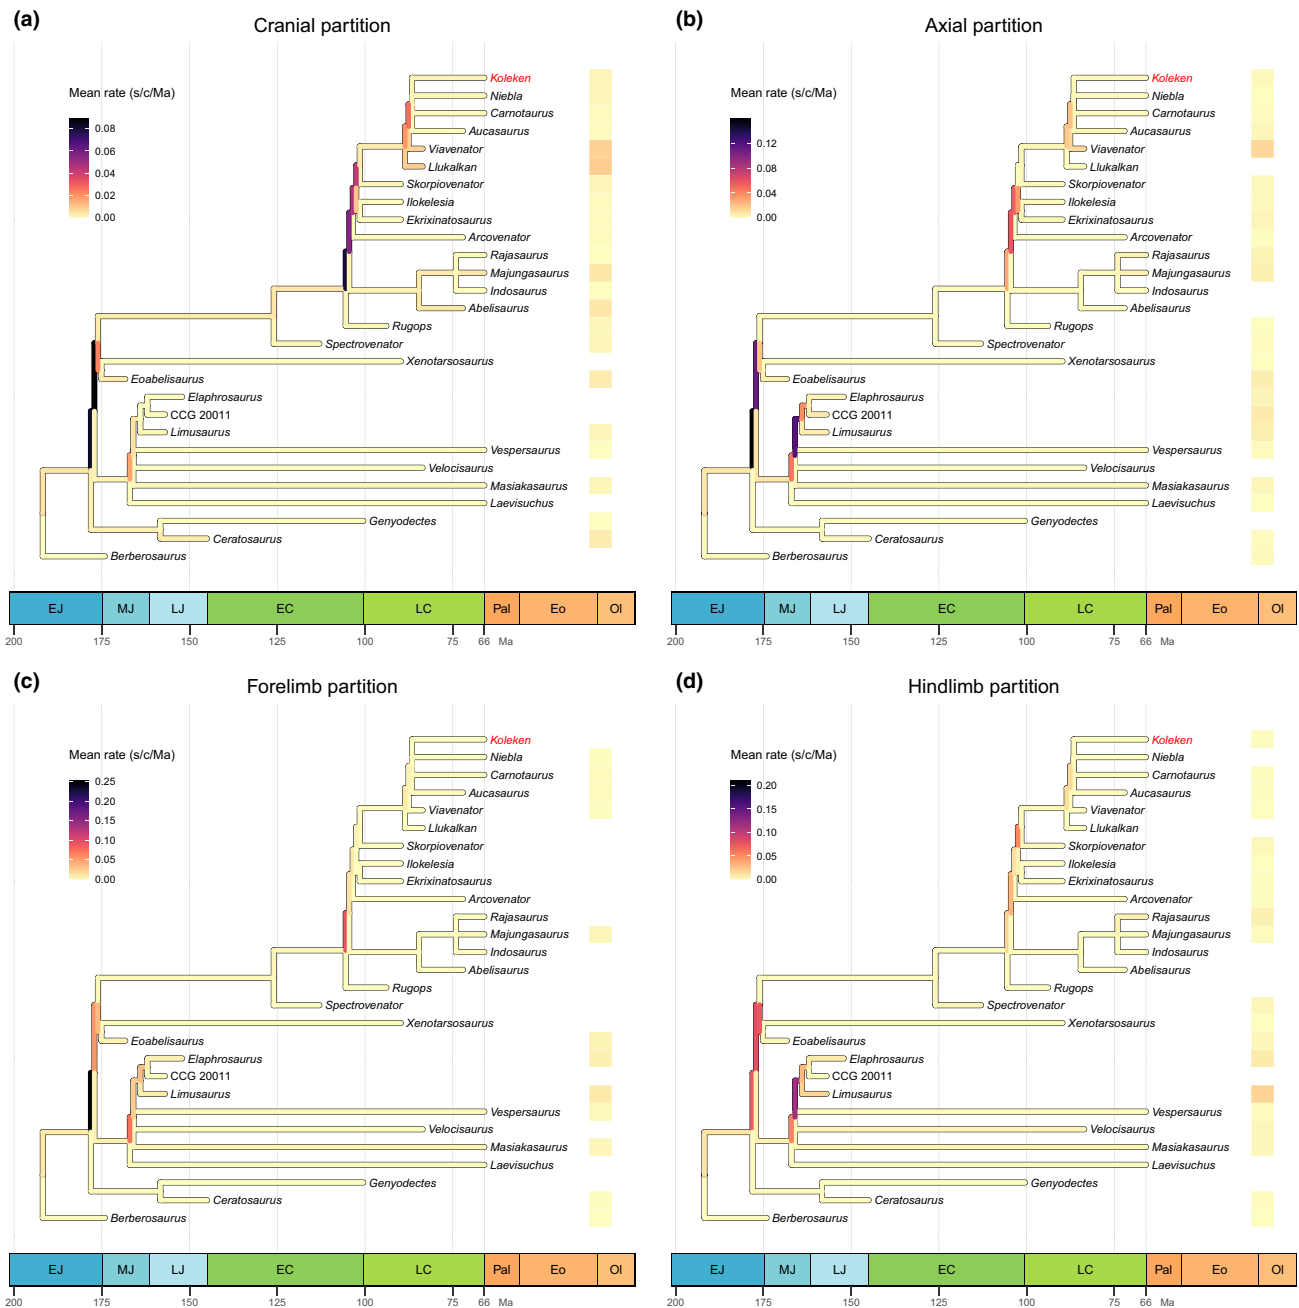 (a)
Cranial partition
Mean rate (s/c/Ma)
0.08
0.06
0.04
0.02
0.00
Koleken
Niebla
Carnotaurus
Aucasaurus
Viavenator
Llukalkan
Skorpiovenator
Ilokelesia
Ekrixinatosaurus
Arcovenator
Rajasaurus
Majungasaurus
Indosaurus
Abelisaurus
Rugops
Spectrovenator
Xenotarsosaurus
Eoabelisaurus
Elaphrosaurus
CCG 20011
Limusaurus
Vespersaurus
Velocisaurus
Masiakasaurus
Laevisuchus
Genyodectes
Ceratosaurus
Berberosaurus
EJ MJ LJ EC LC Pal Eo Ol
200 175 150 125 100 75 66 Ma
(b)
Axial partition
Mean rate (s/c/Ma)
0.12
0.08
0.04
0.00
Koleken
Niebla
Carnotaurus
Aucasaurus
Viavenator
Llukalkan
Skorpiovenator
Ilokelesia
Ekrixinatosaurus
Arcovenator
Rajasaurus
Majungasaurus
Indosaurus
Abelisaurus
Rugops
Spectrovenator
Xenotarsosaurus
Eoabelisaurus
Elaphrosaurus
CCG 20011
Limusaurus
Vespersaurus
Velocisaurus
Masiakasaurus
Laevisuchus
Genyodectes
Ceratosaurus
Berberosaurus
EJ MJ LJ EC LC Pal Eo Ol
200 175 150 125 100 75 66 Ma
(c)
Forelimb partition
Mean rate (s/c/Ma)
0.25
0.20
0.15
0.10
0.05
0.00
Koleken
Niebla
Carnotaurus
Aucasaurus
Viavenator
Llukalkan
Skorpiovenator
Ilokelesia
Ekrixinatosaurus
Arcovenator
Rajasaurus
Majungasaurus
Indosaurus
Abelisaurus
Rugops
Spectrovenator
Xenotarsosaurus
Eoabelisaurus
Elaphrosaurus
CCG 20011
Limusaurus
Vespersaurus
Velocisaurus
Masiakasaurus
Laevisuchus
Genyodectes
Ceratosaurus
Berberosaurus
EJ MJ LJ EC LC Pal Eo Ol
200 175 150 125 100 75 66 Ma
(d)
Hindlimb partition
Mean rate (s/c/Ma)
0.20
0.15
0.10
0.05
0.00
Koleken
Niebla
Carnotaurus
Aucasaurus
Viavenator
Llukalkan
Skorpiovenator
Ilokelesia
Ekrixinatosaurus
Arcovenator
Rajasaurus
Majungasaurus
Indosaurus
Abelisaurus
Rugops
Spectrovenator
Xenotarsosaurus
Eoabelisaurus
Elaphrosaurus
CCG 20011
Limusaurus
Vespersaurus
Velocisaurus
Masiakasaurus
Laevisuchus
Genyodectes
Ceratosaurus
Berberosaurus
EJ MJ LJ EC LC Pal Eo Ol
200 175 150 125 100 75 66 Ma